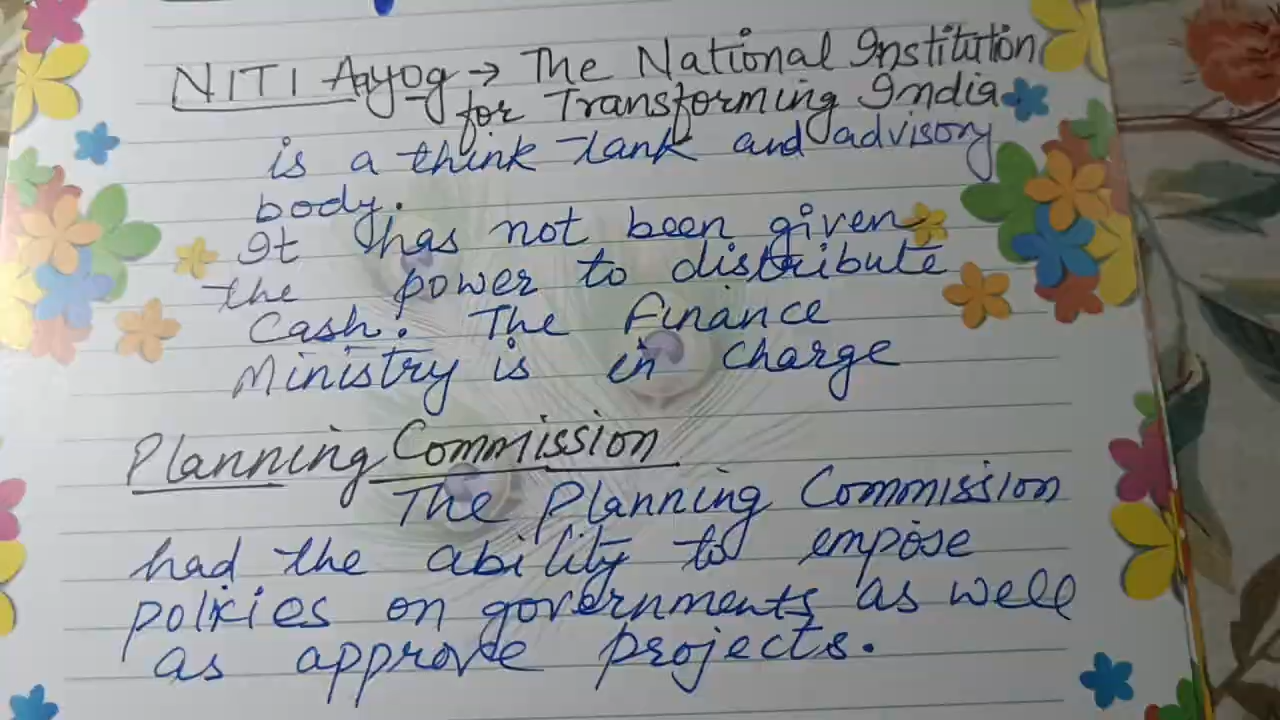 NITI Aayog → The National Institution
for Transforming India
is a think tank and advisory
body.
It has not been given
the power to distribute
Cash. The Finance
Ministry is in charge
Planning Commission
The Planning Commission
had the ability to empose
policies on governments as well
as approve projects.